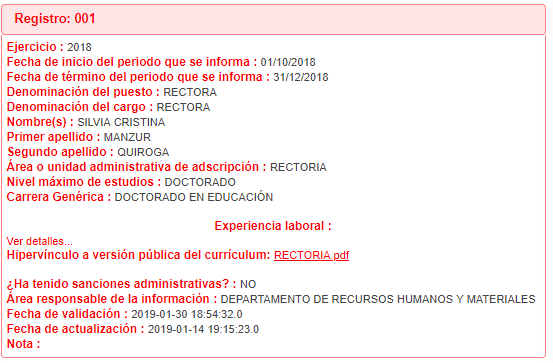 Registro: 001
Ejercicio : 2018
Fecha de inicio del periodo que se informa : 01/10/2018
Fecha de término del periodo que se informa : 31/12/2018
Denominación del puesto : RECTORA
Denominación del cargo : RECTORA
Nombre(s) : SILVIA CRISTINA
Primer apellido : MANZUR
Segundo apellido : QUIROGA
Área o unidad administrativa de adscripción : RECTORIA
Nivel máximo de estudios : DOCTORADO
Carrera Genérica : DOCTORADO EN EDUCACIÓN
Experiencia laboral :
Ver detalles...
Hipervínculo a versión pública del currículum: RECTORIA.pdf
¿Ha tenido sanciones administrativas? : NO
Área responsable de la información : DEPARTAMENTO DE RECURSOS HUMANOS Y MATERIALES
Fecha de validación : 2019-01-30 18:54:32.0
Fecha de actualización : 2019-01-14 19:15:23.0
Nota :